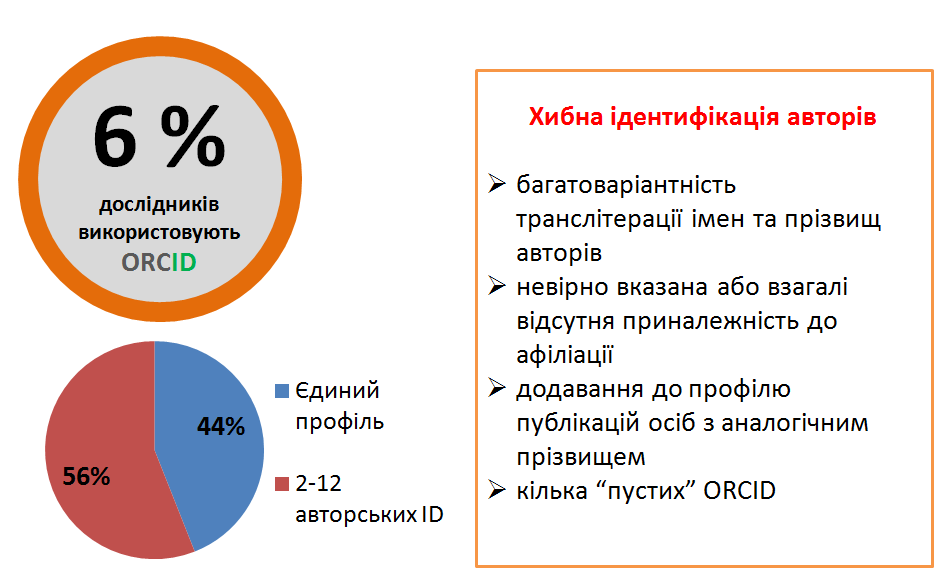 6 %
дослідників
використовують
ORCID
44%
56%
Єдиний
профіль
2-12
авторських ID
Хибна ідентифікація авторів
➢ багатоваріантність
транслітерації імен та прізвищ
авторів
➢ невірно вказана або взагалі
відсутня приналежність до
афіліації
➢ додавання до профілю
публікацій осіб з аналогічним
прізвищем
➢ кілька “пустих” ORCID